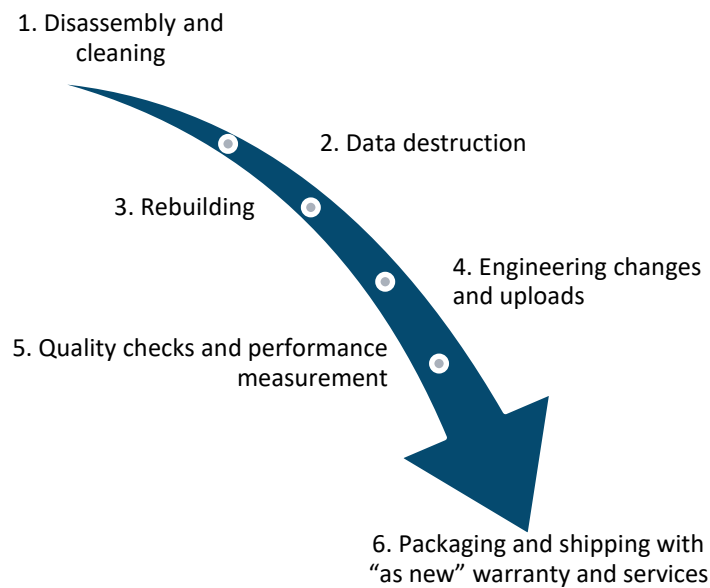 1. Disassembly and
cleaning
2. Data destruction
3. Rebuilding
4. Engineering changes
and uploads
5. Quality checks and performance
measurement
6. Packaging and shipping with
“as new” warranty and services